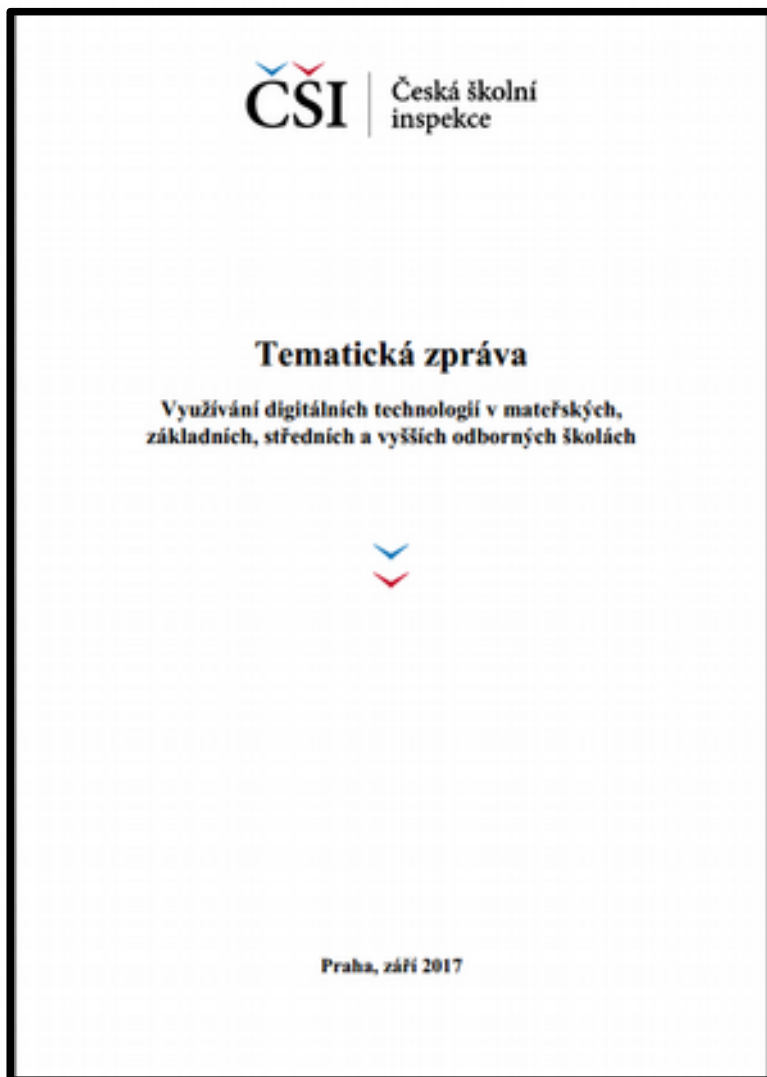 ČŠI
Česká školní
inspekce
Tematická zpráva
Využívání digitálních technologií v mateřských,
základních, středních a vyšších odborných školách
Praha, září 2017